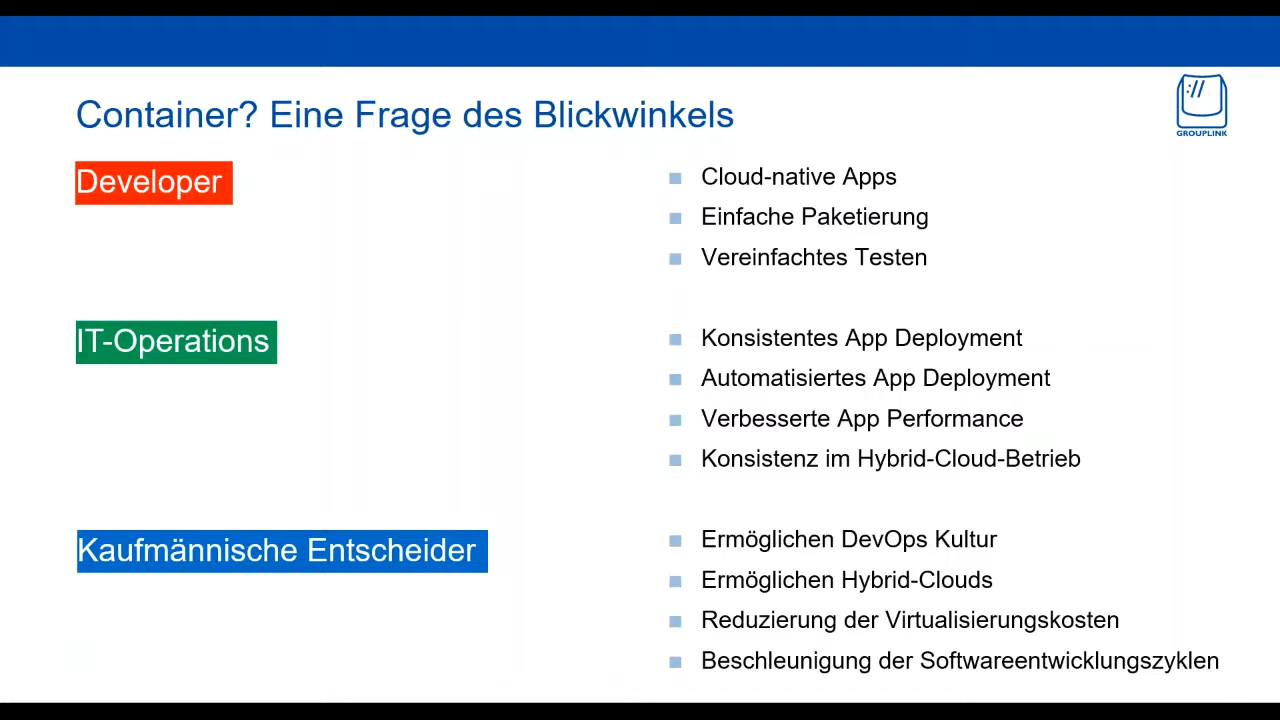 Container? Eine Frage des Blickwinkels
GROUPLINK
Developer
Cloud-native Apps
Einfache Paketierung
Vereinfachtes Testen
IT-Operations
Konsistentes App Deployment
Automatisiertes App Deployment
Verbesserte App Performance
Konsistenz im Hybrid-Cloud-Betrieb
Kaufmännische Entscheider
Ermöglichen DevOps Kultur
Ermöglichen Hybrid-Clouds
Reduzierung der Virtualisierungskosten
Beschleunigung der Softwareentwicklungszyklen